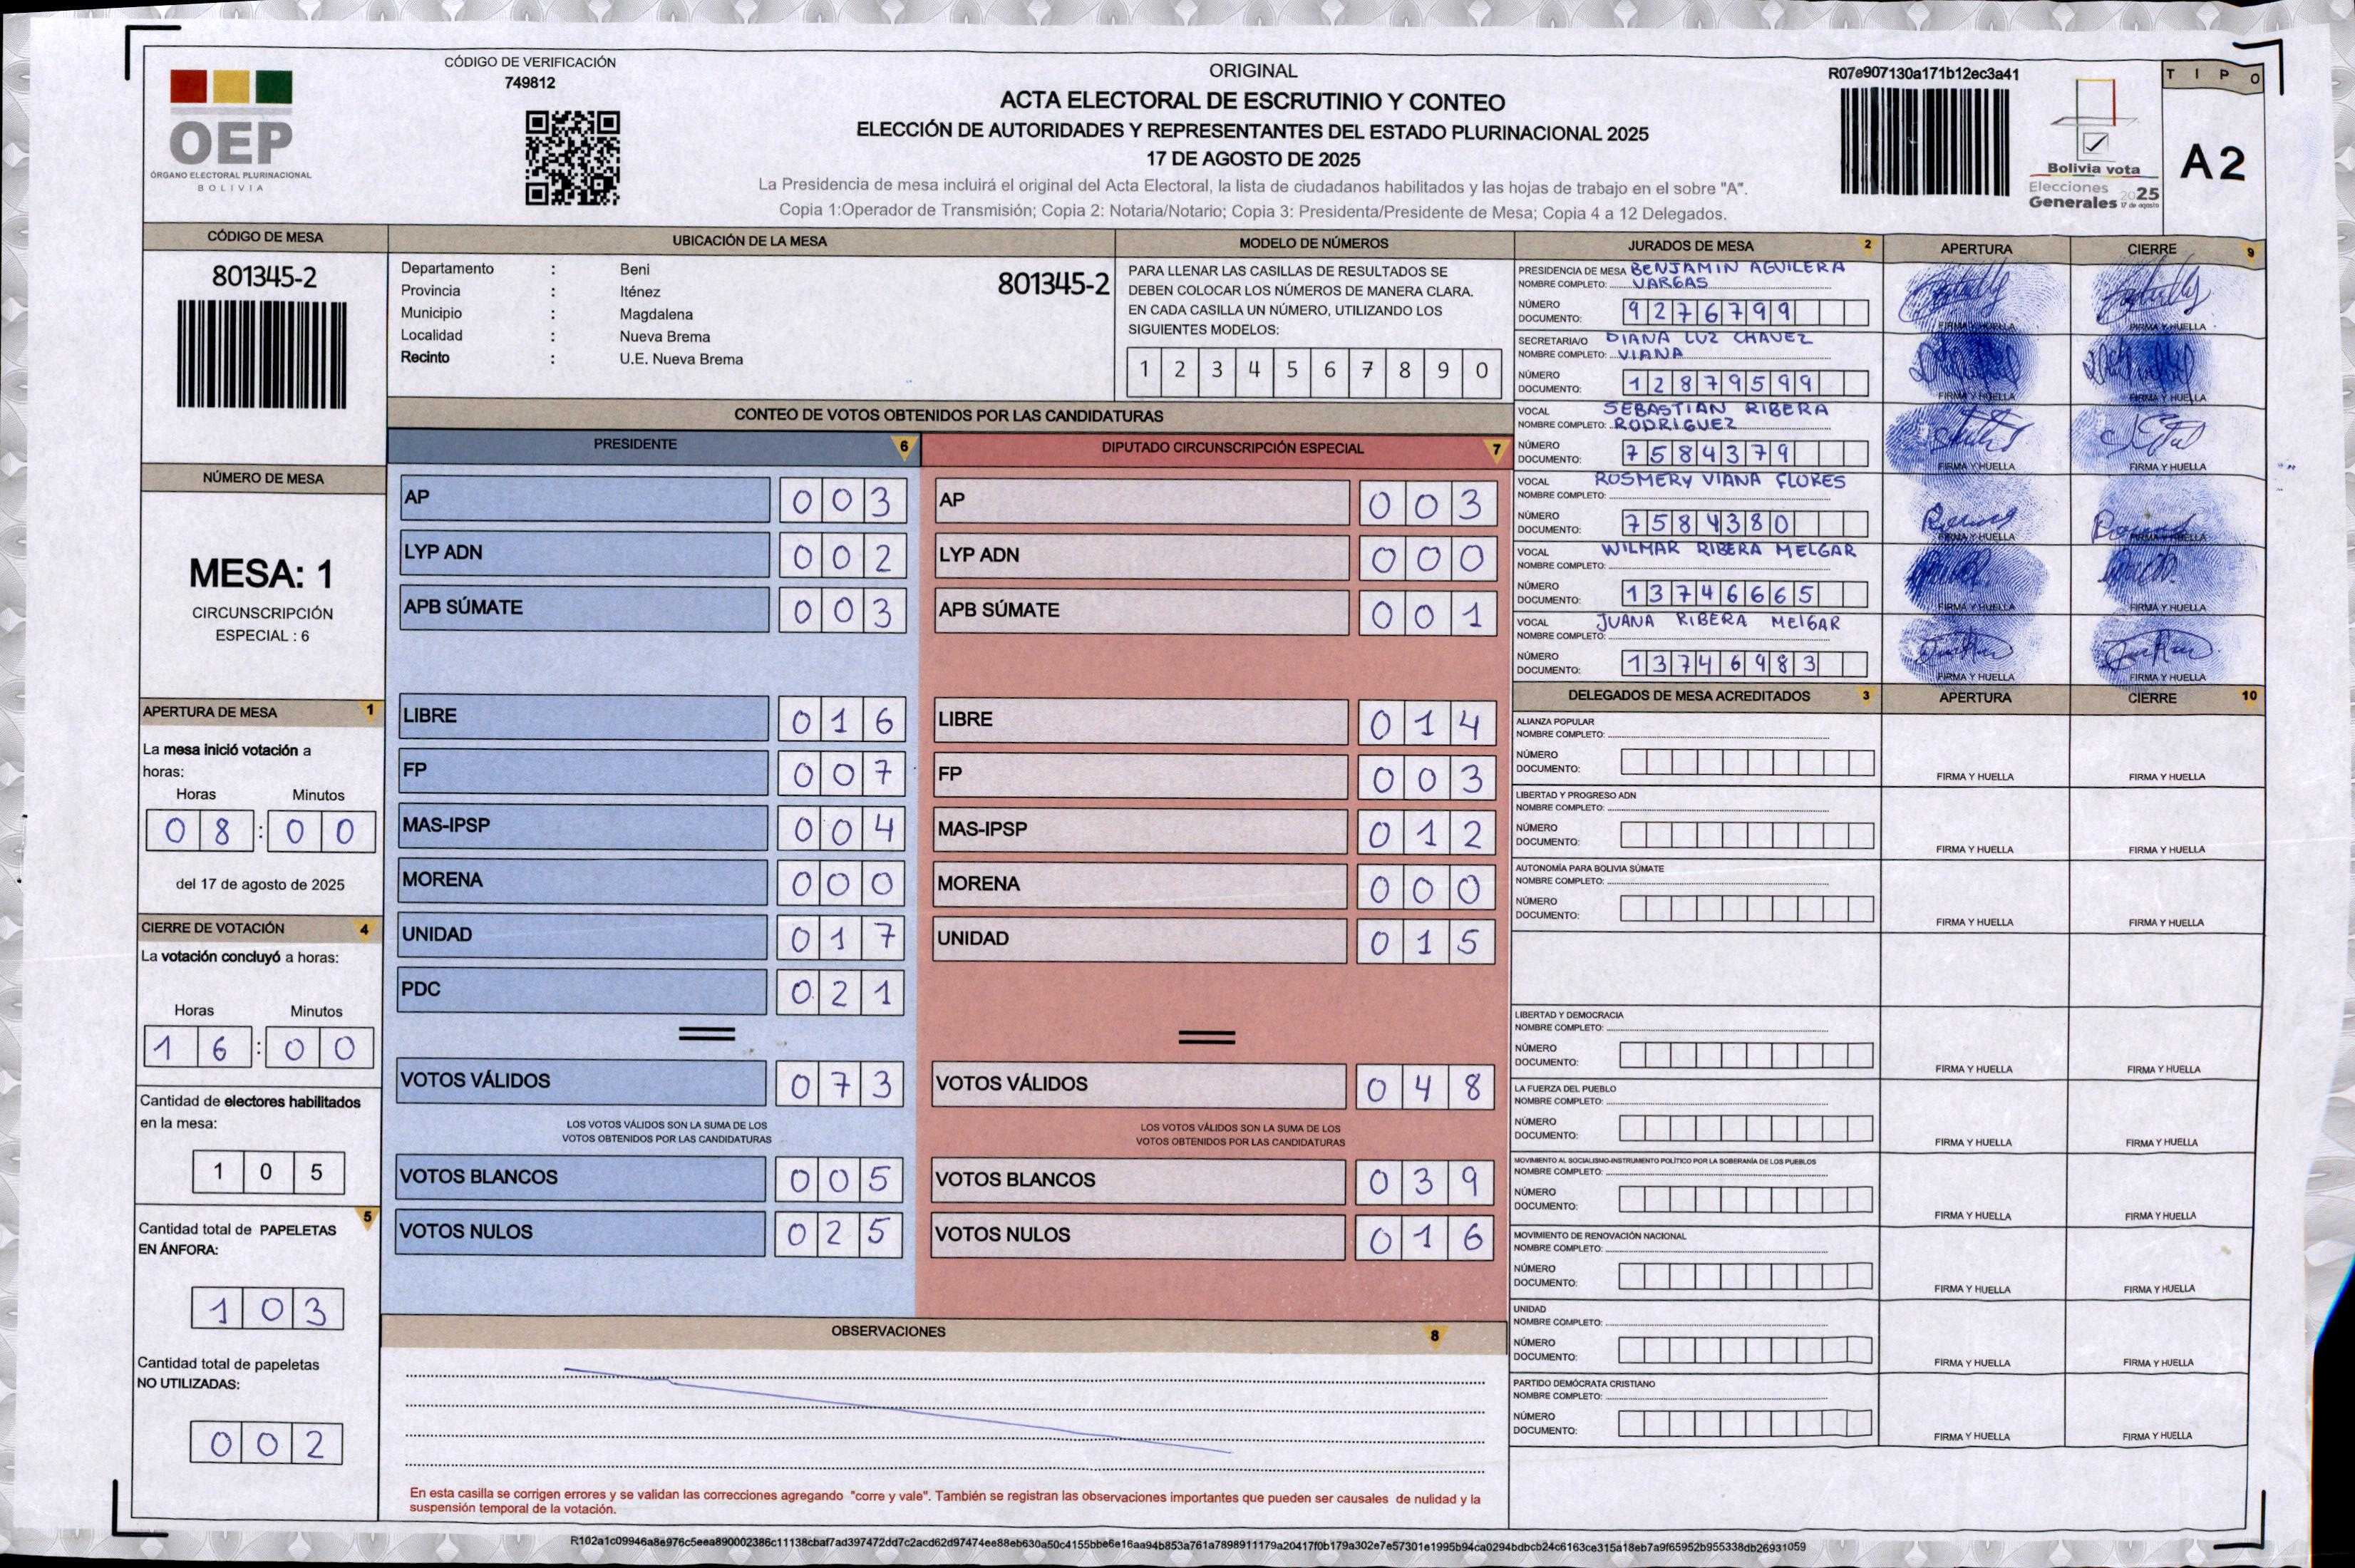 CÓDIGO DE VERIFICACIÓN
749812
OEP
ÓRGANO ELECTORAL PLURINACIONAL
BOLIVIA
ORIGINAL
ACTA ELECTORAL DE ESCRUTINIO Y CONTEO
ELECCIÓN DE AUTORIDADES Y REPRESENTANTES DEL ESTADO PLURINACIONAL 2025
17 DE AGOSTO DE 2025
La Presidencia de mesa incluirá el original del Acta Electoral, la lista de ciudadanos habilitados y las hojas de trabajo en el sobre "A".
Copia 1:Operador de Transmisión; Copia 2: Notaria/Notario; Copia 3: Presidenta/Presidente de Mesa; Copia 4 a 12 Delegados.
R07e907130a171b12ec3a41
Bolivia vota
Elecciones 2025
Generales 17 de agosto
TIPO
A2
CÓDIGO DE MESA
801345-2
NÚMERO DE MESA
MESA: 1
CIRCUNSCRIPCIÓN
ESPECIAL : 6
APERTURA DE MESA 1
La mesa inició votación a
horas:
Horas Minutos
08:00
del 17 de agosto de 2025
CIERRE DE VOTACIÓN 4
La votación concluyó a horas:
Horas Minutos
16:00
Cantidad de electores habilitados
en la mesa:
105
5
Cantidad total de PAPELETAS
EN ÁNFORA:
103
Cantidad total de papeletas
NO UTILIZADAS:
002
UBICACIÓN DE LA MESA
Departamento : Beni
801345-2
Provincia : Iténez
Municipio : Magdalena
Localidad : Nueva Brema
Recinto : U.E. Nueva Brema
MODELO DE NÚMEROS
PARA LLENAR LAS CASILLAS DE RESULTADOS SE
DEBEN COLOCAR LOS NÚMEROS DE MANERA CLARA.
EN CADA CASILLA UN NÚMERO, UTILIZANDO LOS
SIGUIENTES MODELOS:
1 2 3 4 5 6 7 8 9 0
CONTEO DE VOTOS OBTENIDOS POR LAS CANDIDATURAS
PRESIDENTE 6
AP 003
LYP ADN 002
APB SÚMATE 003
LIBRE 016
FP 007
MAS-IPSP 004
MORENA 000
UNIDAD 017
PDC 021
VOTOS VÁLIDOS 073
LOS VOTOS VÁLIDOS SON LA SUMA DE LOS
VOTOS OBTENIDOS POR LAS CANDIDATURAS
VOTOS BLANCOS 005
VOTOS NULOS 025
DIPUTADO CIRCUNSCRIPCIÓN ESPECIAL 7
AP 003
LYP ADN 000
APB SÚMATE 001
LIBRE 014
FP 003
MAS-IPSP 012
MORENA 000
UNIDAD 015
VOTOS VÁLIDOS 048
LOS VOTOS VÁLIDOS SON LA SUMA DE LOS
VOTOS OBTENIDOS POR LAS CANDIDATURAS
VOTOS BLANCOS 039
VOTOS NULOS 016
OBSERVACIONES 8
En esta casilla se corrigen errores y se validan las correcciones agregando "corre y vale". También se registran las observaciones importantes que pueden ser causales de nulidad y la
suspensión temporal de la votación.
JURADOS DE MESA 2 APERTURA CIERRE 9
PRESIDENCIA DE MESA BENJAMIN AGUILERA
NOMBRE COMPLETO: VARGAS
NÚMERO
DOCUMENTO: 9276799
FIRMA Y HUELLA FIRMA Y HUELLA
SECRETARIA/O DIANA LUZ CHAVEZ
NOMBRE COMPLETO: VIANA
NÚMERO
DOCUMENTO: 12879599
FIRMA Y HUELLA FIRMA Y HUELLA
VOCAL SEBASTIAN RIBERA
NOMBRE COMPLETO: RODRIGUEZ
NÚMERO
DOCUMENTO: 7584379
FIRMA Y HUELLA FIRMA Y HUELLA
VOCAL ROSMERY VIANA FLORES
NOMBRE COMPLETO:
NÚMERO
DOCUMENTO: 7584380
FIRMA Y HUELLA FIRMA Y HUELLA
VOCAL WILMAR RIBERA MELGAR
NOMBRE COMPLETO:
NÚMERO
DOCUMENTO: 13746665
FIRMA Y HUELLA FIRMA Y HUELLA
VOCAL JUANA RIBERA MElGAR
NOMBRE COMPLETO:
NÚMERO
DOCUMENTO: 13746983
FIRMA Y HUELLA FIRMA Y HUELLA
DELEGADOS DE MESA ACREDITADOS 3 APERTURA CIERRE 10
ALIANZA POPULAR
NOMBRE COMPLETO:
NÚMERO
DOCUMENTO:
FIRMA Y HUELLA FIRMA Y HUELLA
LIBERTAD Y PROGRESO ADN
NOMBRE COMPLETO:
NÚMERO
DOCUMENTO:
FIRMA Y HUELLA FIRMA Y HUELLA
AUTONOMÍA PARA BOLIVIA SÚMATE
NOMBRE COMPLETO:
NÚMERO
DOCUMENTO:
FIRMA Y HUELLA FIRMA Y HUELLA
LIBERTAD Y DEMOCRACIA
NOMBRE COMPLETO:
NÚMERO
DOCUMENTO:
FIRMA Y HUELLA FIRMA Y HUELLA
LA FUERZA DEL PUEBLO
NOMBRE COMPLETO:
NÚMERO
DOCUMENTO:
FIRMA Y HUELLA FIRMA Y HUELLA
MOVIMIENTO AL SOCIALISMO-INSTRUMENTO POLÍTICO POR LA SOBERANÍA DE LOS PUEBLOS
NOMBRE COMPLETO:
NÚMERO
DOCUMENTO:
FIRMA Y HUELLA FIRMA Y HUELLA
MOVIMIENTO DE RENOVACIÓN NACIONAL
NOMBRE COMPLETO:
NÚMERO
DOCUMENTO:
FIRMA Y HUELLA FIRMA Y HUELLA
UNIDAD
NOMBRE COMPLETO:
NÚMERO
DOCUMENTO:
FIRMA Y HUELLA FIRMA Y HUELLA
PARTIDO DEMÓCRATA CRISTIANO
NOMBRE COMPLETO:
NÚMERO
DOCUMENTO:
FIRMA Y HUELLA FIRMA Y HUELLA